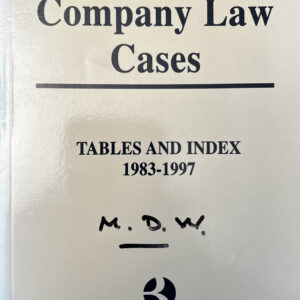 Company Law
Cases
TABLES AND INDEX
1983-1997
M. D. W.